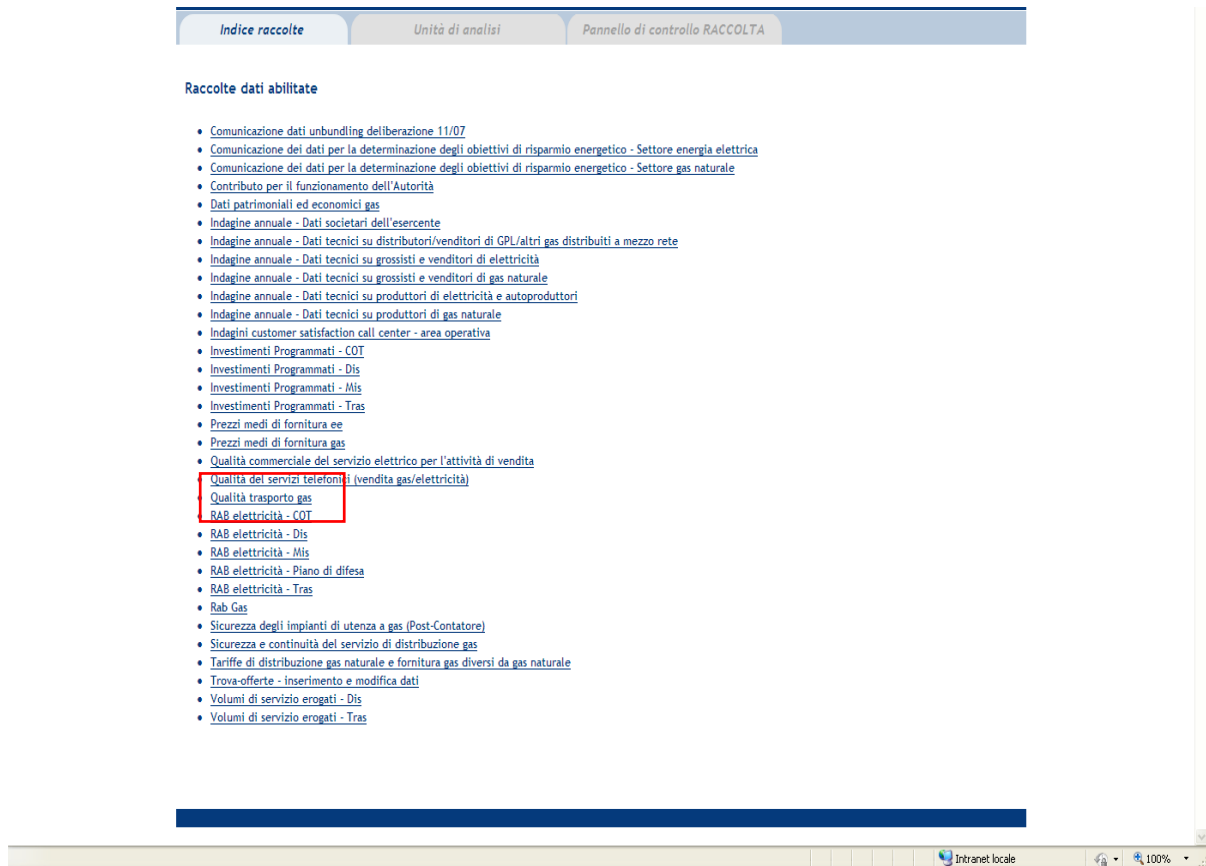 Indice raccolte
Unità di analisi
Pannello di controllo RACCOLTA
Raccolte dati abilitate
Comunicazione dati unbundling deliberazione 11/07
Comunicazione dei dati per la determinazione degli obiettivi di risparmio energetico - Settore energia elettrica
Comunicazione dei dati per la determinazione degli obiettivi di risparmio energetico - Settore gas naturale
Contributo per il funzionamento dell'Autorità
Dati patrimoniali ed economici gas
Indagine annuale - Dati societari dell'esercente
Indagine annuale - Dati tecnici su distributori/venditori di GPL/altri gas distribuiti a mezzo rete
Indagine annuale - Dati tecnici su grossisti e venditori di elettricità
Indagine annuale - Dati tecnici su grossisti e venditori di gas naturale
Indagine annuale - Dati tecnici su produttori di elettricità e autoproduttori
Indagine annuale - Dati tecnici su produttori di gas naturale
Indagini customer satisfaction call center - area operativa
Investimenti Programmati - COT
Investimenti Programmati - Dis
Investimenti Programmati - Mis
Investimenti Programmati - Tras
Prezzi medi di fornitura ee
Prezzi medi di fornitura gas
Qualità commerciale del servizio elettrico per l'attività di vendita
Qualità dei servizi telefonici (vendita gas/elettricità)
Qualità trasporto gas
RAB elettricità - COT
RAB elettricità - Dis
RAB elettricità - Mis
RAB elettricità - Piano di difesa
RAB elettricità - Tras
Rab Gas
Sicurezza degli impianti di utenza a gas (Post-Contatore)
Sicurezza e continuità del servizio di distribuzione gas
Tariffe di distribuzione gas naturale e fornitura gas diversi da gas naturale
Trova-offerte - inserimento e modifica dati
Volumi di servizio erogati - Dis
Volumi di servizio erogati - Tras
Intranet locale
100%